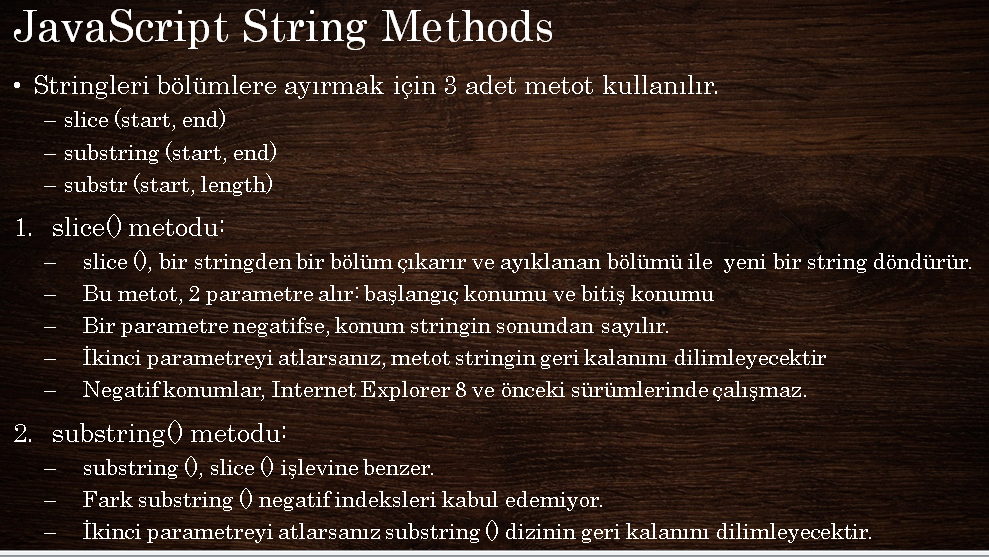 JavaScript String Methods
• Stringleri bölümlere ayırmak için 3 adet metot kullanılır.
– slice (start, end)
– substring (start, end)
– substr (start, length)
1. slice() metodu:
– slice (), bir stringden bir bölüm çıkarır ve ayıklanan bölümü ile yeni bir string döndürür.
– Bu metot, 2 parametre alır: başlangıç konumu ve bitiş konumu
– Bir parametre negatifse, konum stringin sonundan sayılır.
– İkinci parametreyi atlarsanız, metot stringin geri kalanını dilimleyecektir
– Negatif konumlar, Internet Explorer 8 ve önceki sürümlerinde çalışmaz.
2. substring() metodu:
– substring (), slice () işlevine benzer.
– Fark substring () negatif indeksleri kabul edemiyor.
– İkinci parametreyi atlarsanız substring () dizinin geri kalanını dilimleyecektir.